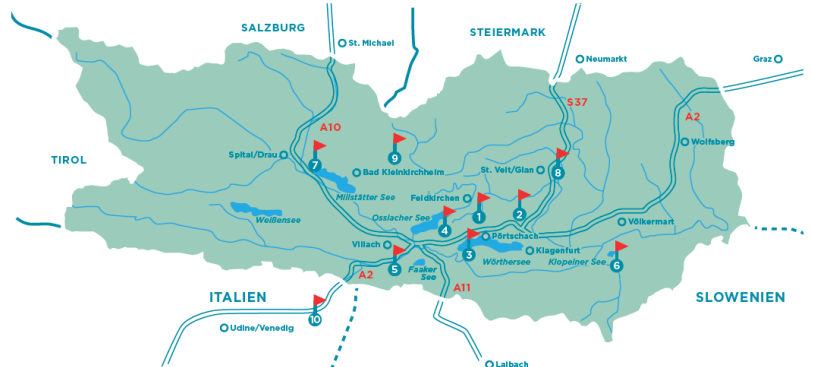 SALZBURG
STEIERMARK
St. Michael
Neumarkt
Graz
S37
A10
A2
Wolfsberg
TIROL
Spital/Drau
7
9
Bad Kleinkirchheim
St. Veit/Glan
8
Millstätter See
Feldkirchen
1
2
Weißensee
Ossiacher See
4
Völkermart
Villach
Pörtschach
3
Klagenfurt
Wörthersee
Klopeiner See
6
5
Faaker
See
A2
A11
ITALIEN
SLOWENIEN
10
Udine/Venedig
Laibach